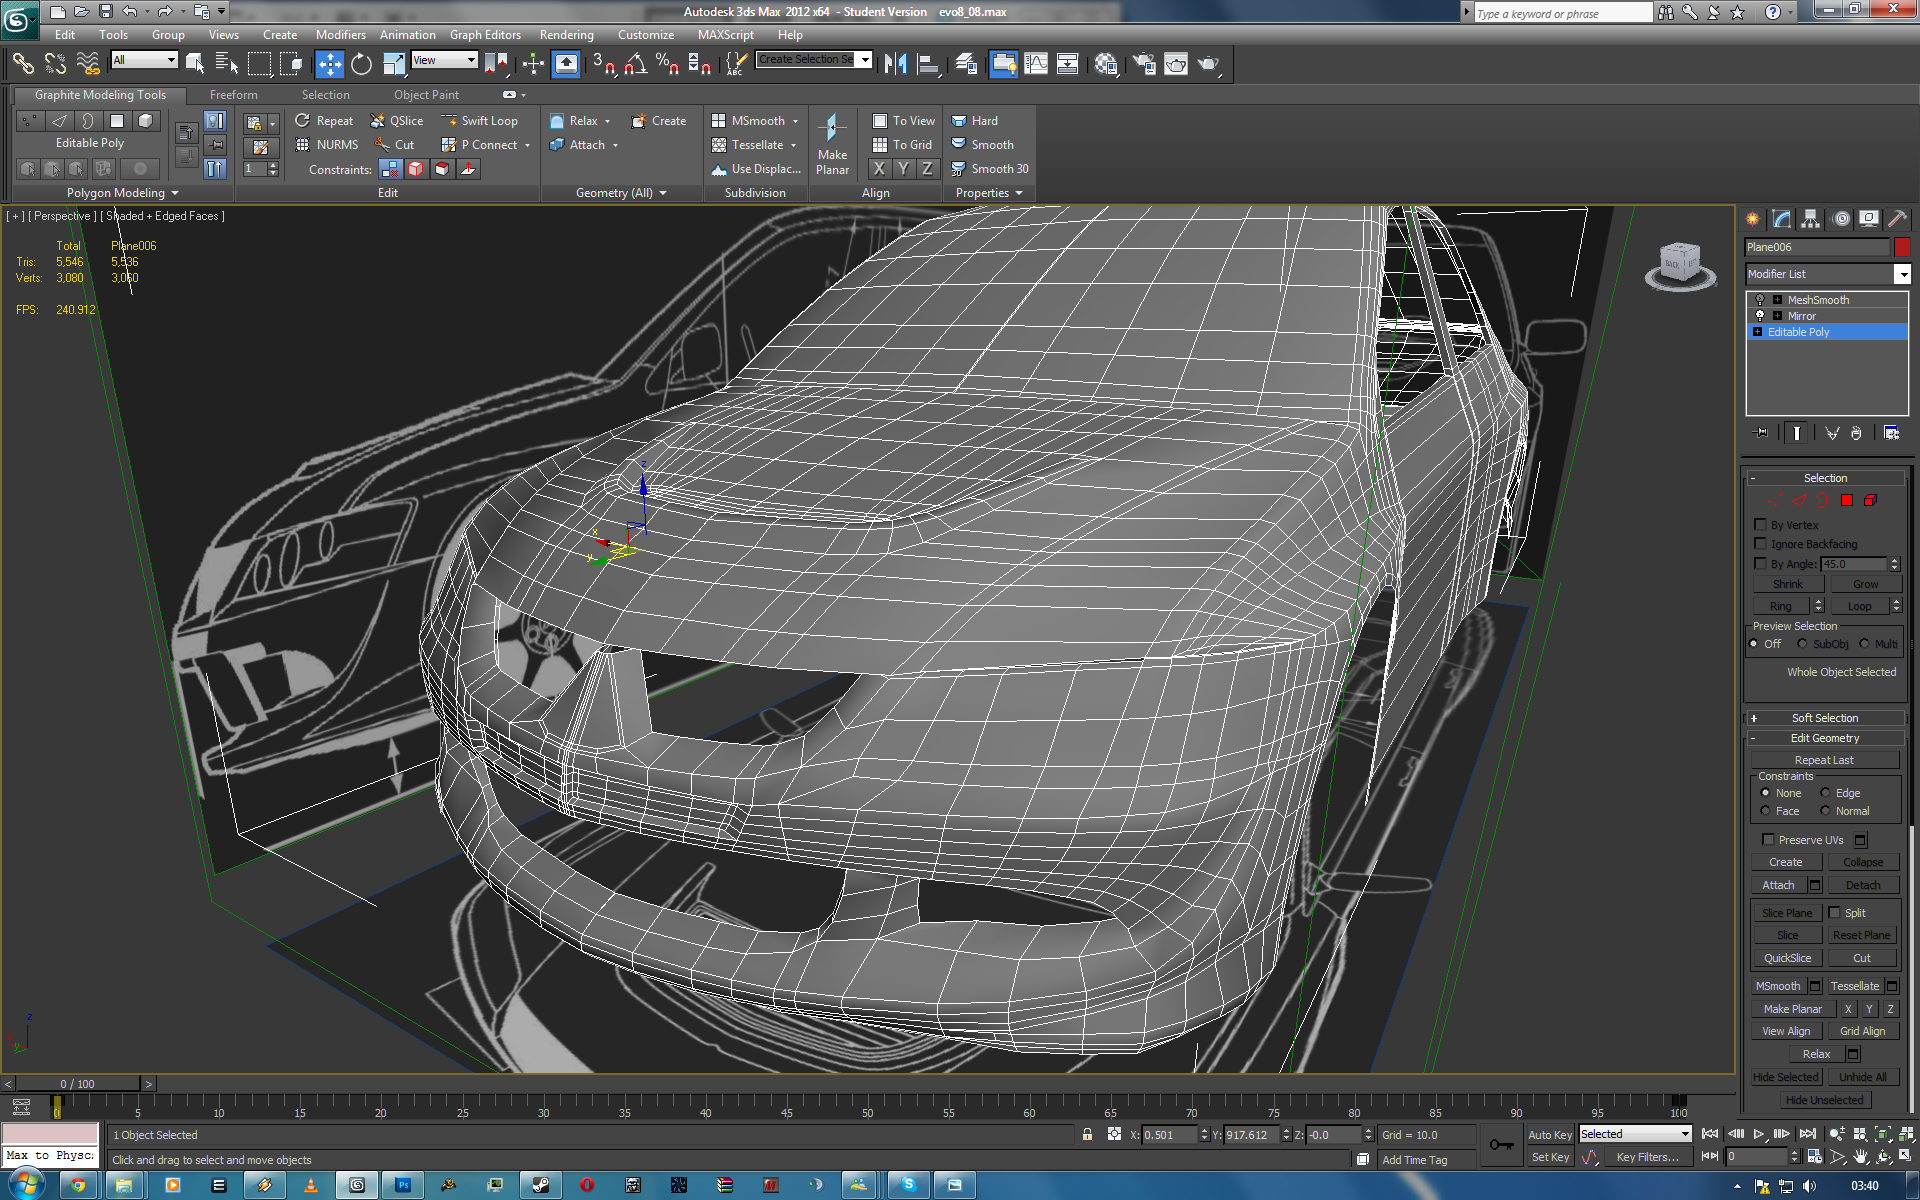 Autodesk 3ds Max 2012 x64 - Student Version evo8_08.max
Type a keyword or phrase
Edit Tools Group Views Create Modifiers Animation Graph Editors Rendering Customize MAXScript Help
All View Create Selection Se
Graphite Modeling Tools Freeform Selection Object Paint
Repeat QSlice Swift Loop Relax Create MSmooth To View Hard
Editable Poly NURMS Cut P Connect Attach Tessellate Make Planar To Grid Smooth
1 Constraints: Use Displac... X Y Z Smooth 30
Polygon Modeling Edit Geometry (All) Subdivision Align Properties
[ + ] [ Perspective ] [ Shaded + Edged Faces ]
Total Plane006
Tris: 5,546 5,536
Verts: 3,080 3,060
FPS: 240.912
BACK
Plane006
Modifier List
MeshSmooth
Mirror
Editable Poly
Selection
By Vertex
Ignore Backfacing
By Angle: 45.0
Shrink Grow
Ring Loop
Preview Selection
Off SubObj Multi
Whole Object Selected
+ Soft Selection
- Edit Geometry
Repeat Last
Constraints
None Edge
Face Normal
Preserve UVs
Create Collapse
Attach Detach
Slice Plane Split
Slice Reset Plane
QuickSlice Cut
MSmooth Tessellate
Make Planar X Y Z
View Align Grid Align
Relax
Hide Selected Unhide All
Hide Unselected
z
x
y
z
y
< 0 / 100 >
0 5 10 15 20 25 30 35 40 45 50 55 60 65 70 75 80 85 90 95 100
1 Object Selected X: 0.501 Y: 917.612 Z: -0.0 Grid = 10.0 Auto Key Selected
Max to Physc: Click and drag to select and move objects Add Time Tag Set Key Key Filters... 0
Ps
03:40